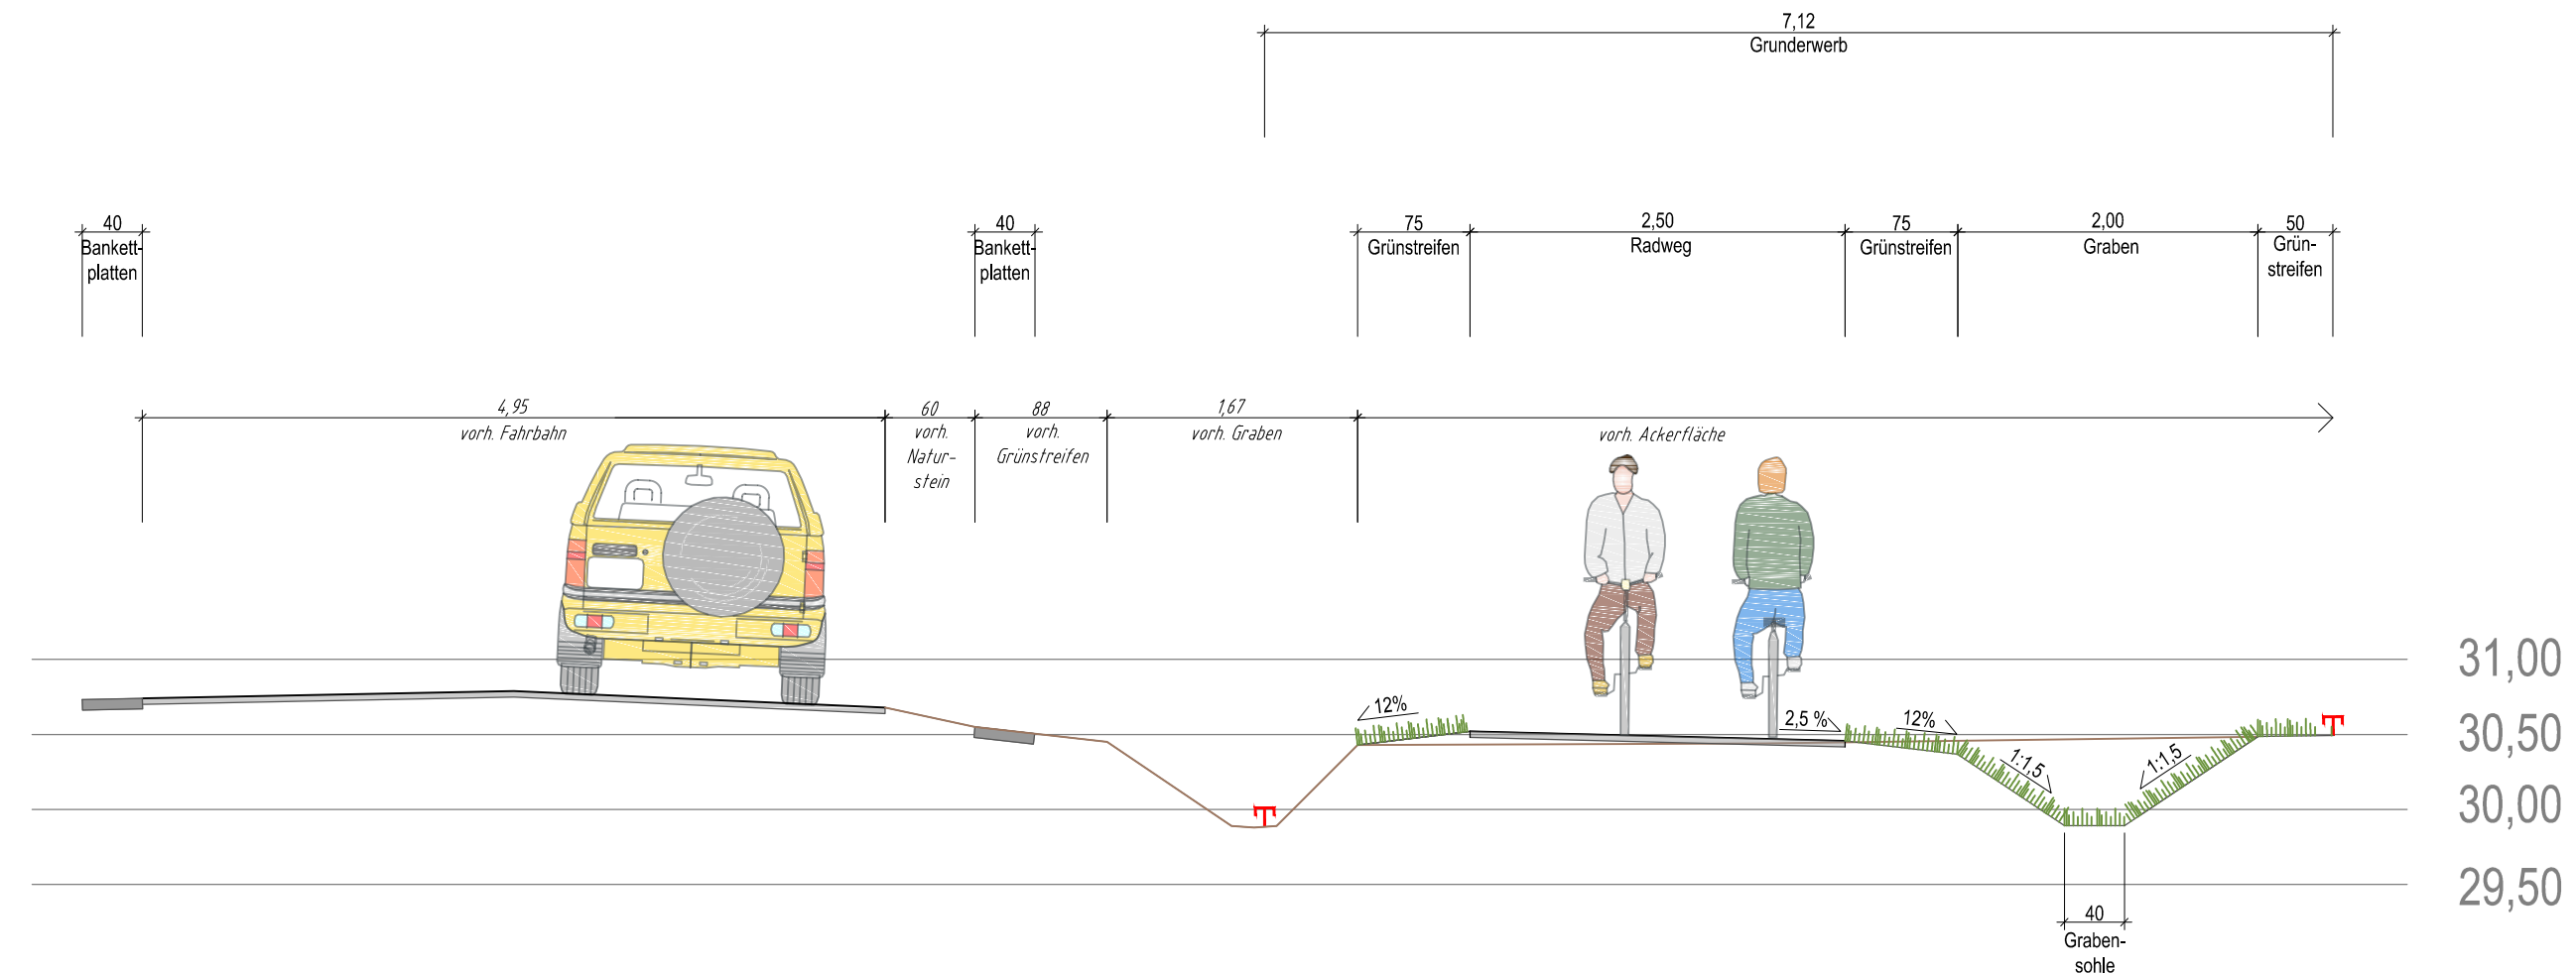 7,12
Grunderwerb
40
Bankett-
platten
40
Bankett-
platten
75
Grünstreifen
2,50
Radweg
75
Grünstreifen
2,00
Graben
50
Grün-
streifen
4,95
vorh. Fahrbahn
60
vorh.
Natur-
stein
88
vorh.
Grünstreifen
1,67
vorh. Graben
vorh. Ackerfläche
31,00
12%
2,5 %
12%
30,50
1:1,5
1:1,5
30,00
29,50
40
Graben-
sohle